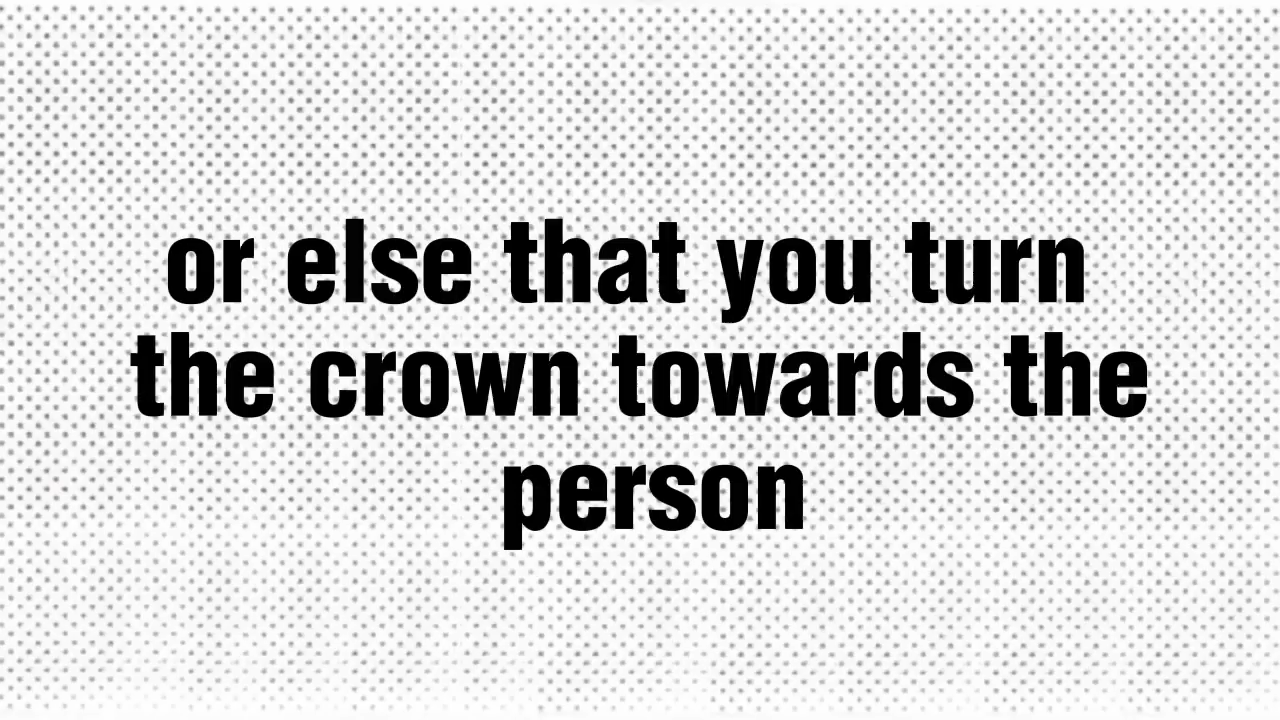 or else that you turn
the crown towards the
person